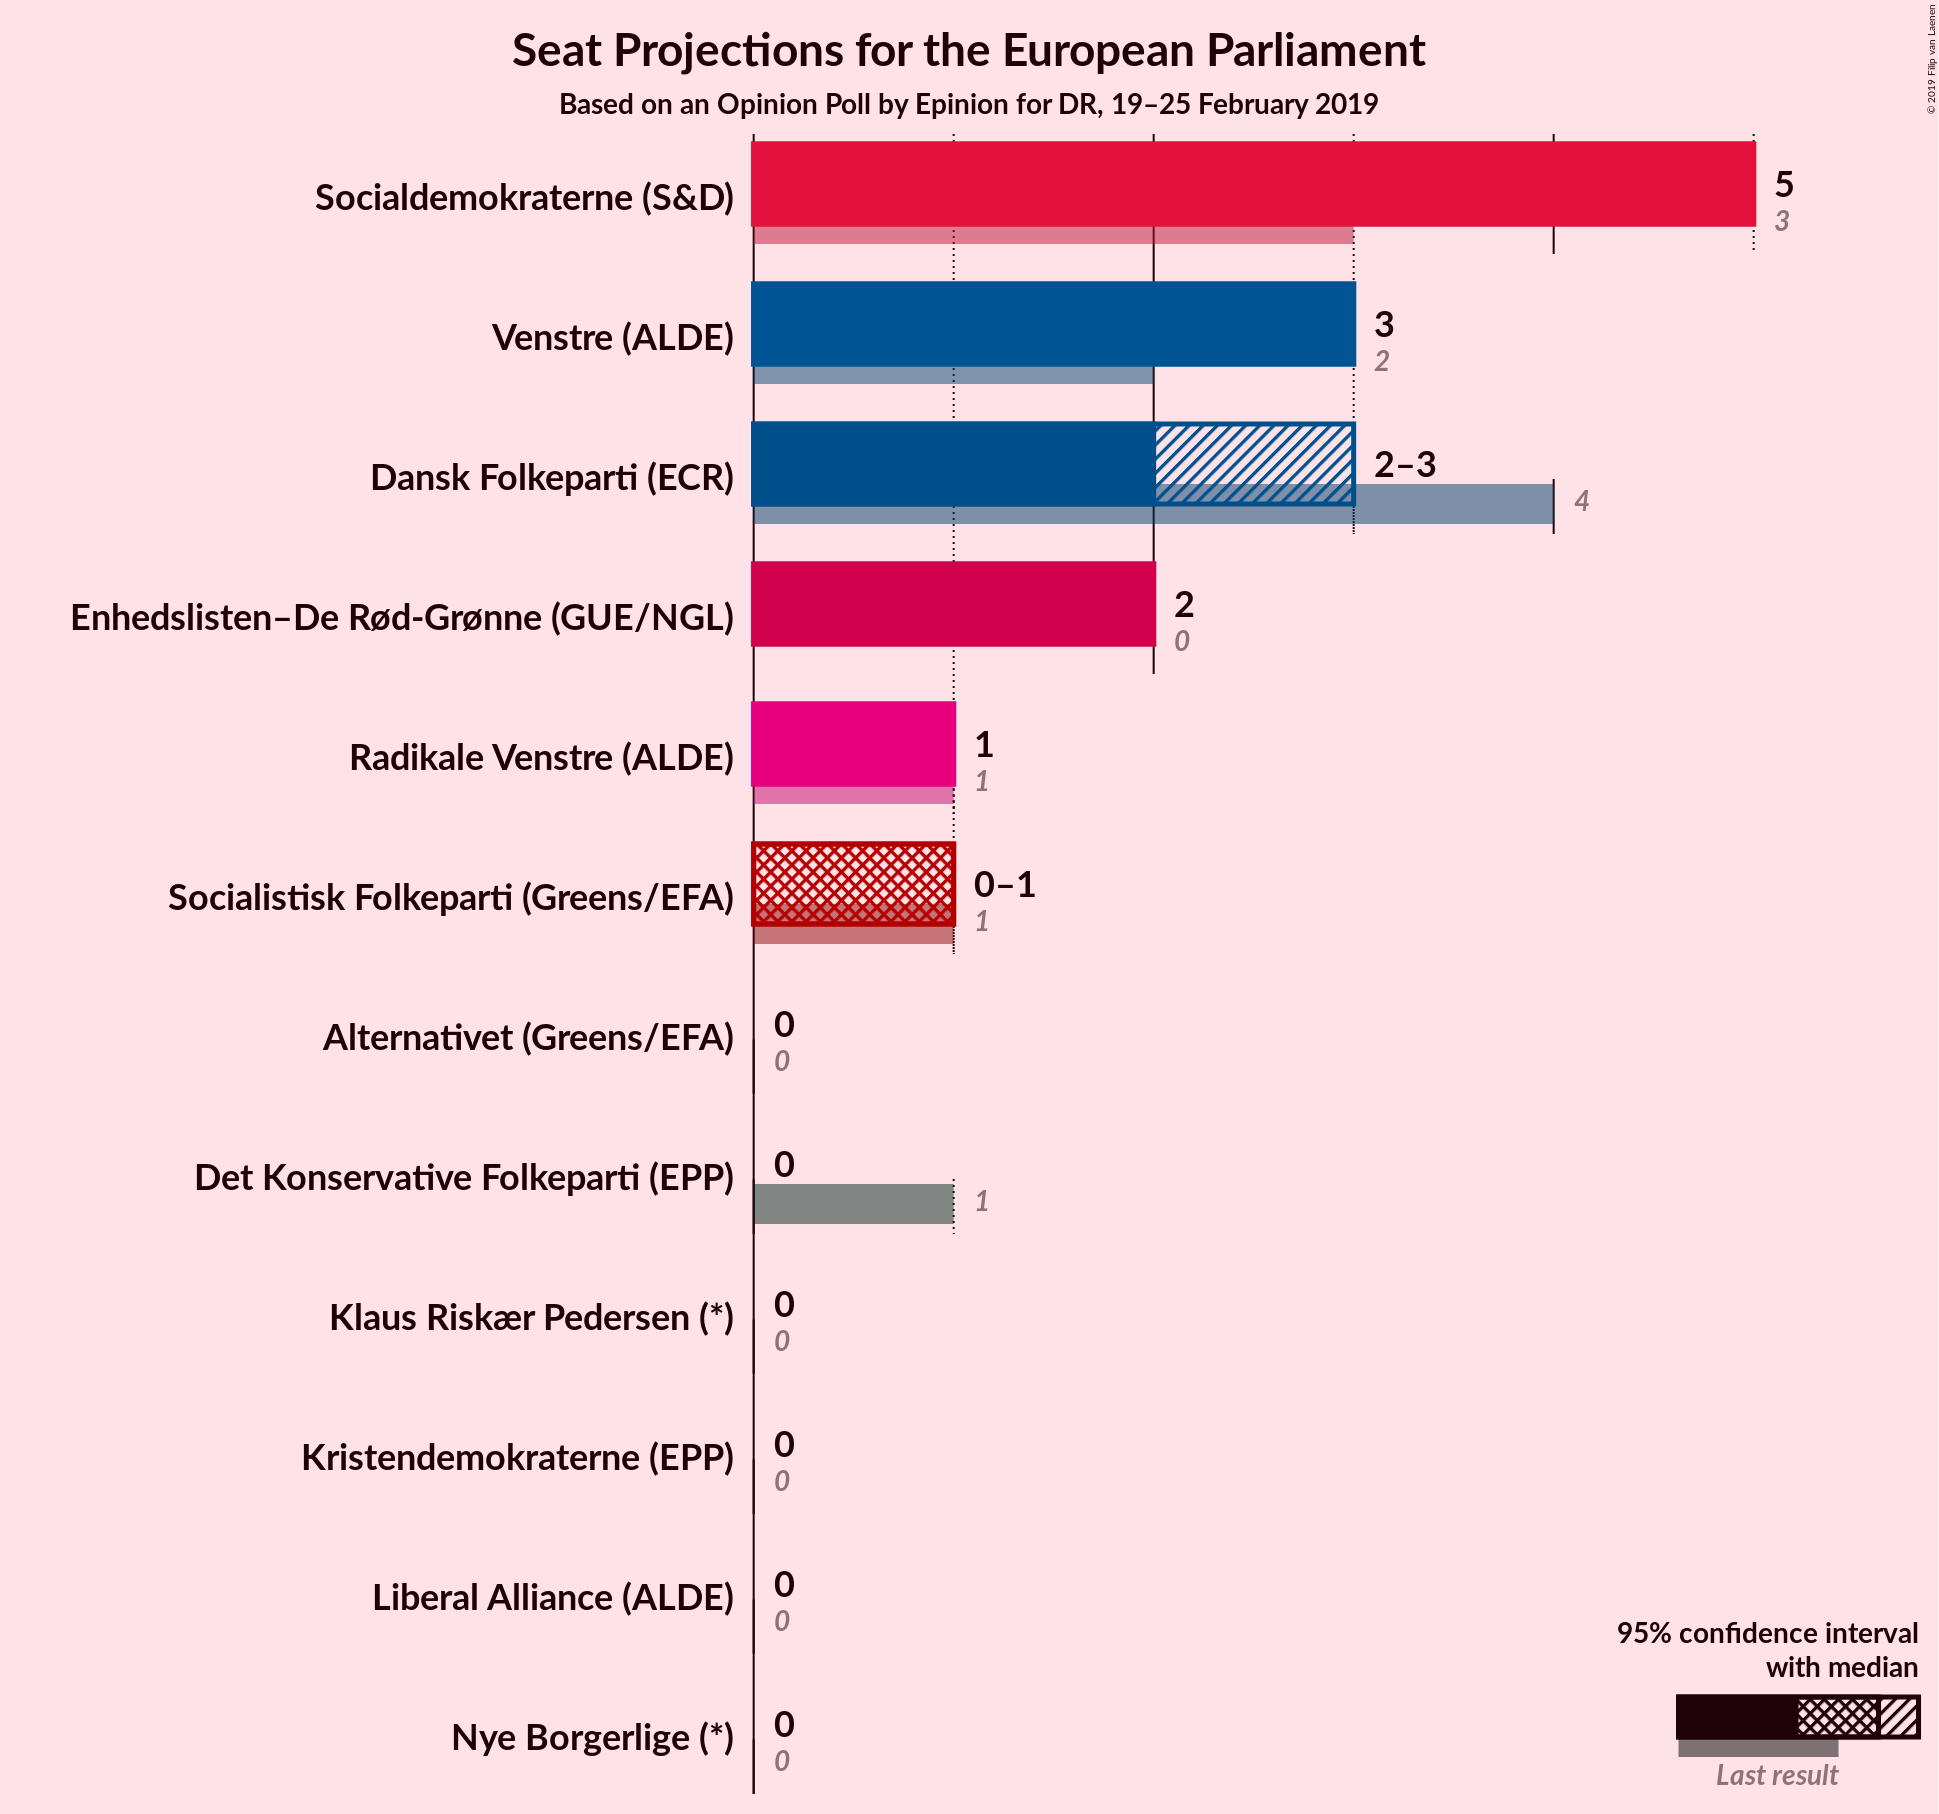 Seat Projections for the European Parliament
Based on an Opinion Poll by Epinion for DR, 19–25 February 2019
© 2019 Filip van Laenen
Socialdemokraterne (S&D)
5
3
Venstre (ALDE)
3
2
Dansk Folkeparti (ECR)
2–3
4
Enhedslisten–De Rød-Grønne (GUE/NGL)
2
0
Radikale Venstre (ALDE)
1
1
Socialistisk Folkeparti (Greens/EFA)
0–1
1
Alternativet (Greens/EFA)
0
0
Det Konservative Folkeparti (EPP)
0
1
Klaus Riskær Pedersen (*)
0
0
Kristendemokraterne (EPP)
0
0
Liberal Alliance (ALDE)
0
0
Nye Borgerlige (*)
0
0
95% confidence interval
with median
Last result